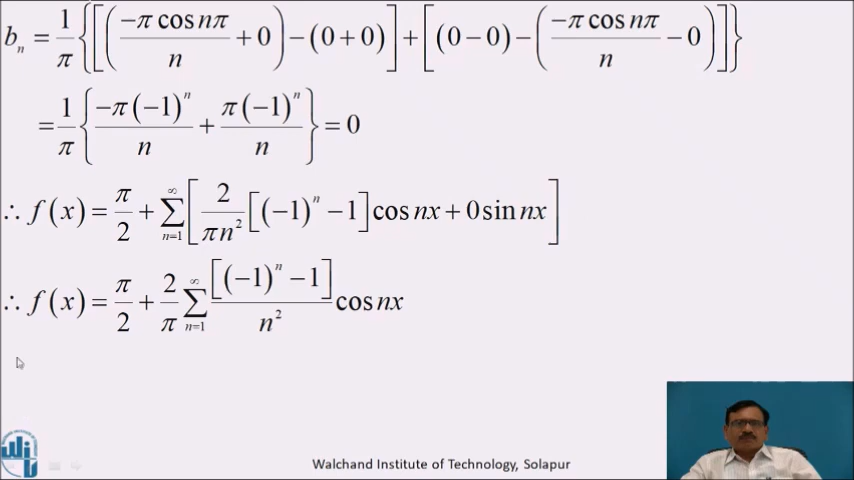 b_n = 1/π {[((-π cos nπ)/n + 0) − (0 + 0)] + [(0 − 0) − ((-π cos nπ)/n − 0)]}
= 1/π {(-π(−1)^n)/n + (π(−1)^n)/n} = 0
∴ f(x) = π/2 + ∑_{n=1}^{∞} [2/(πn²) [(−1)^n − 1] cos nx + 0 sin nx]
∴ f(x) = π/2 + 2/π ∑_{n=1}^{∞} [(−1)^n − 1]/n² cos nx
Walchand Institute of Technology, Solapur